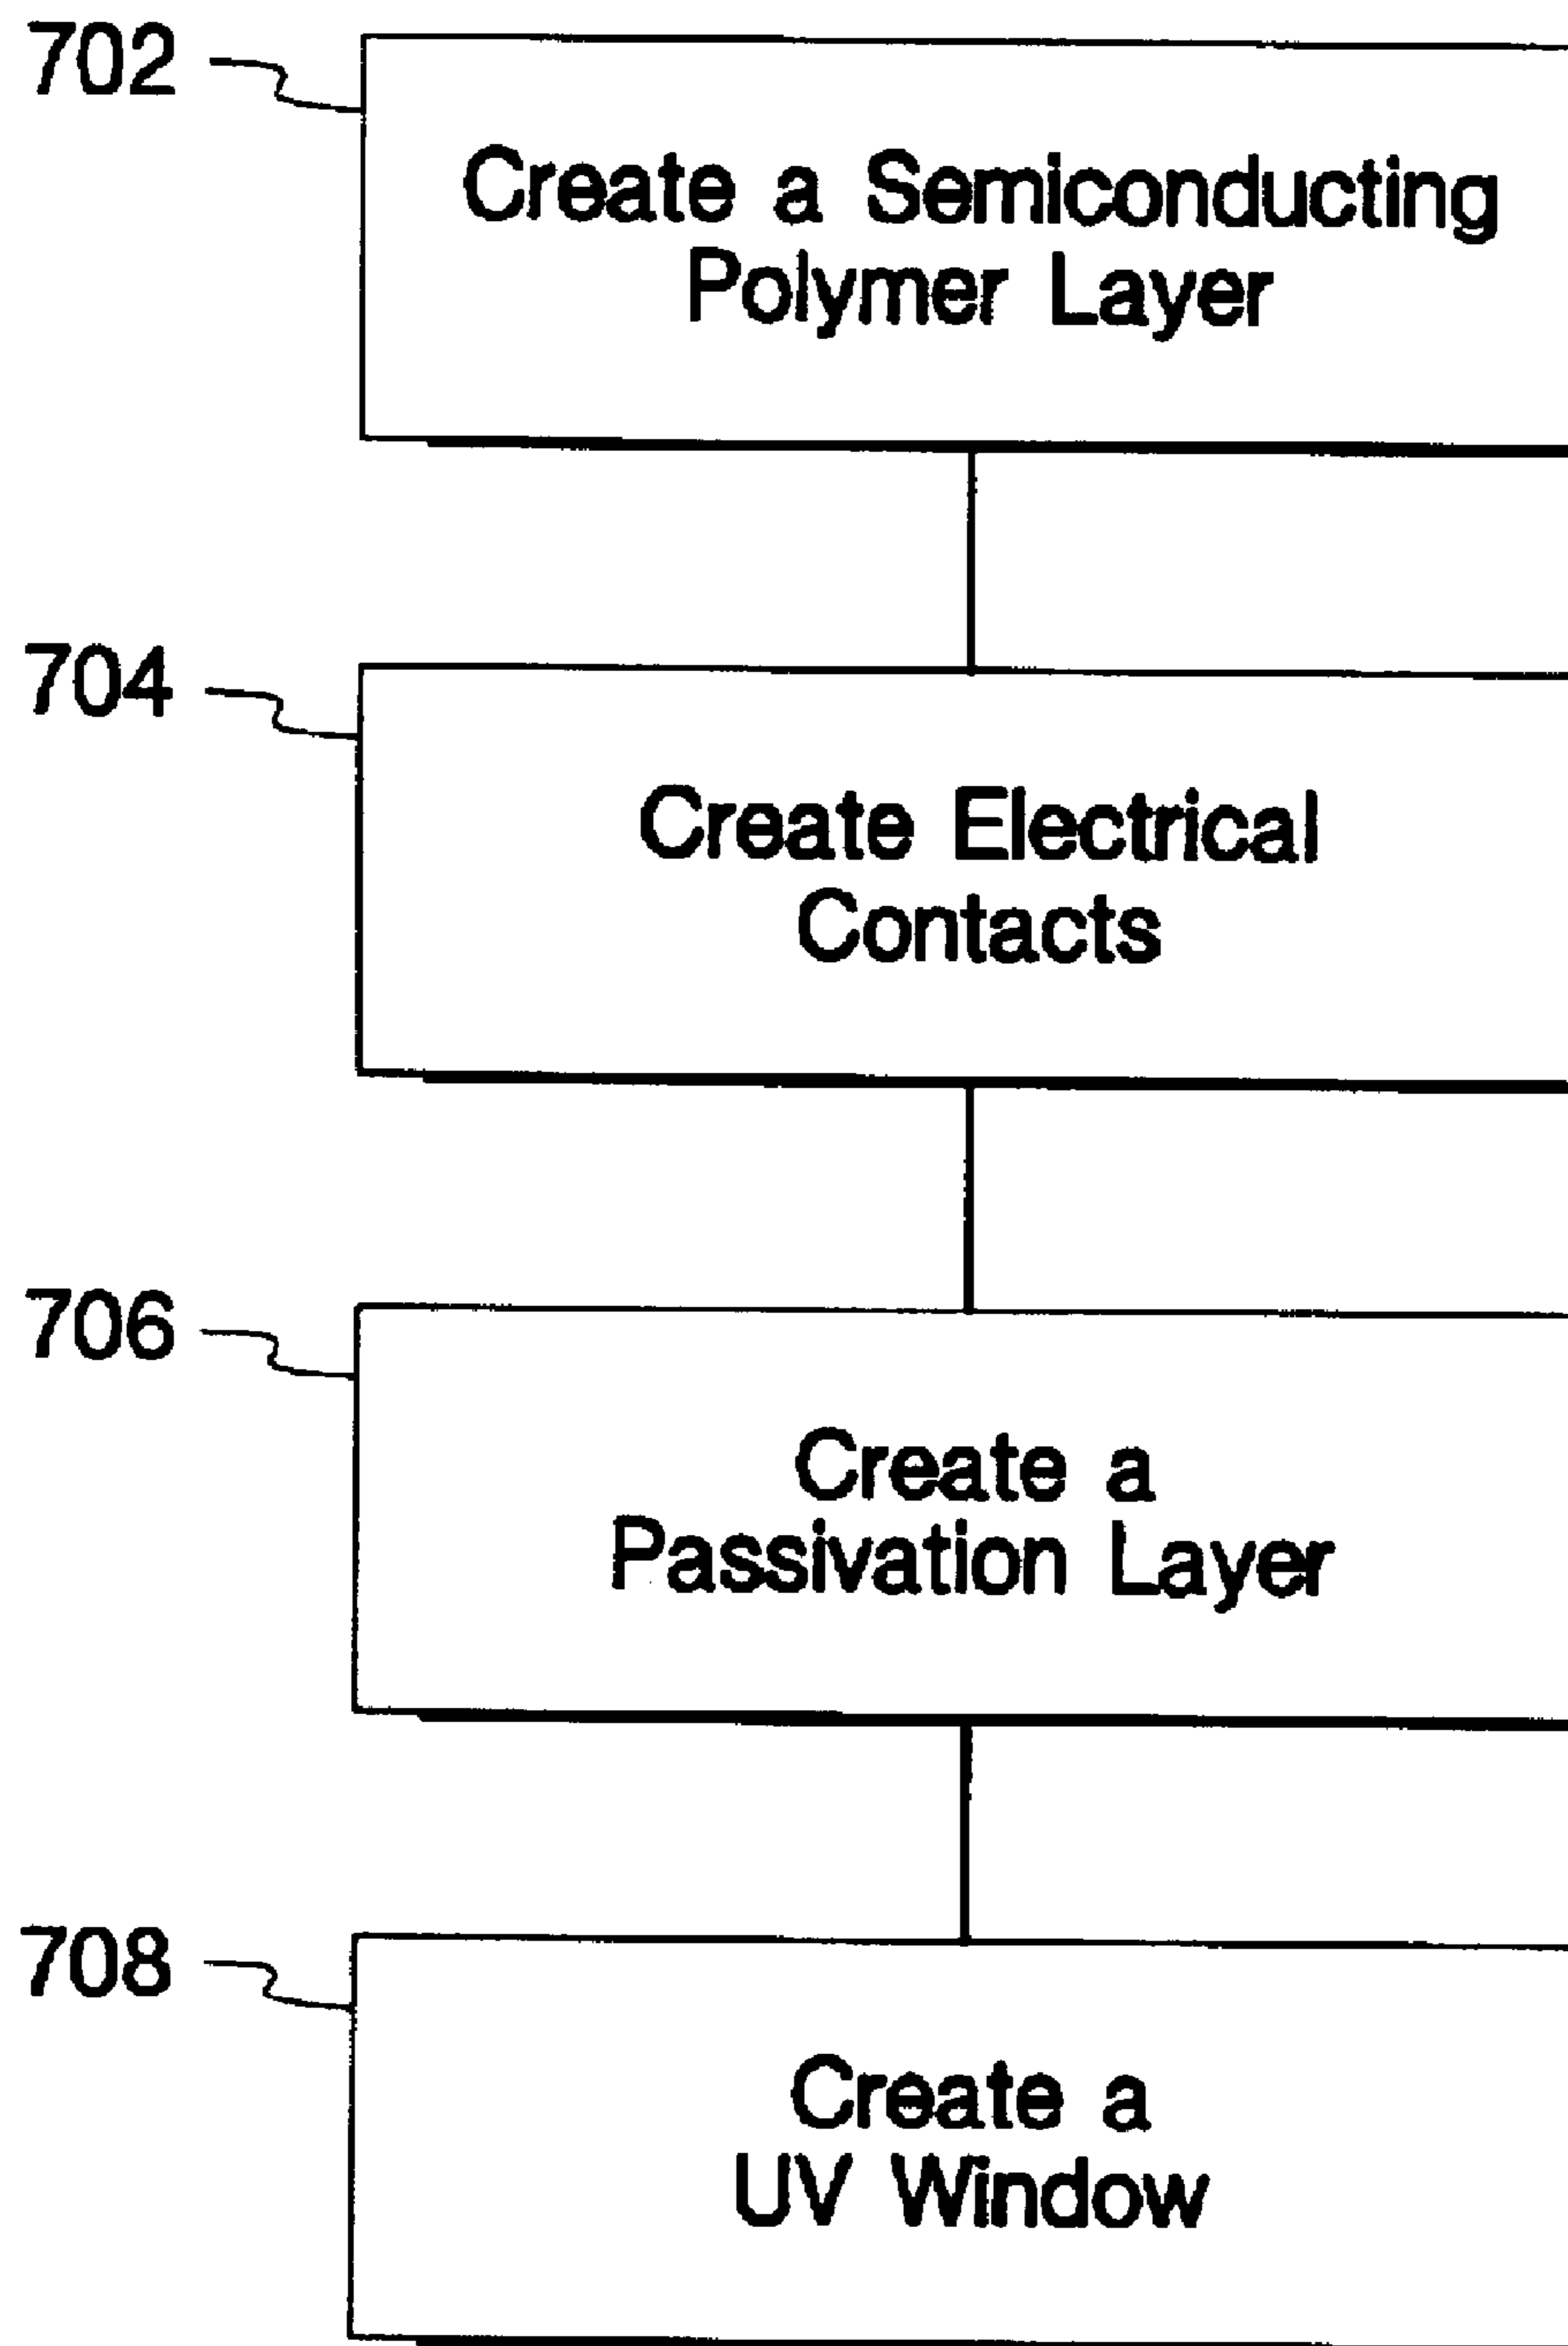 702
Create a Semiconducting
Polymer Layer
704
Create Electrical
Contacts
706
Create a
Passivation Layer
708
Create a
UV Window